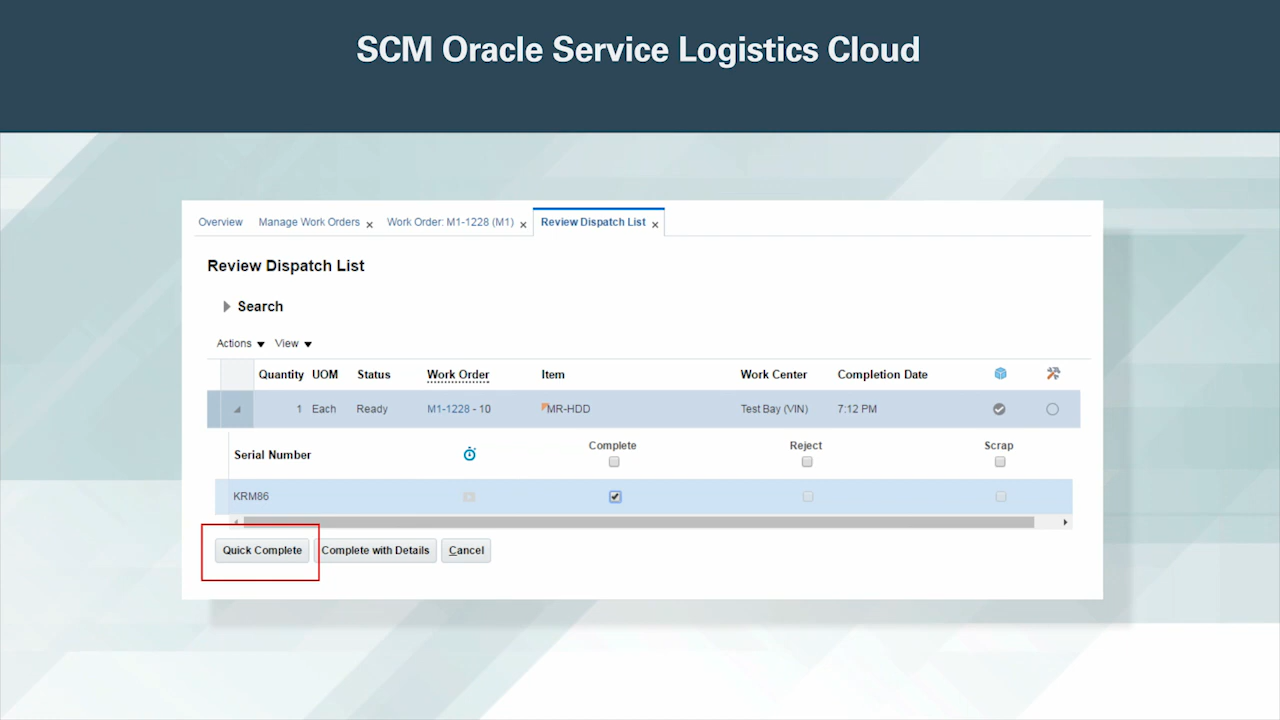 SCM Oracle Service Logistics Cloud
Overview Manage Work Orders Work Order: M1-1228 (M1) Review Dispatch List
Review Dispatch List
Search
Actions View
Quantity UOM Status Work Order Item Work Center Completion Date
1 Each Ready M1-1228 - 10 MR-HDD Test Bay (VIN) 7:12 PM
Serial Number Complete Reject Scrap
KRM86
Quick Complete Complete with Details Cancel